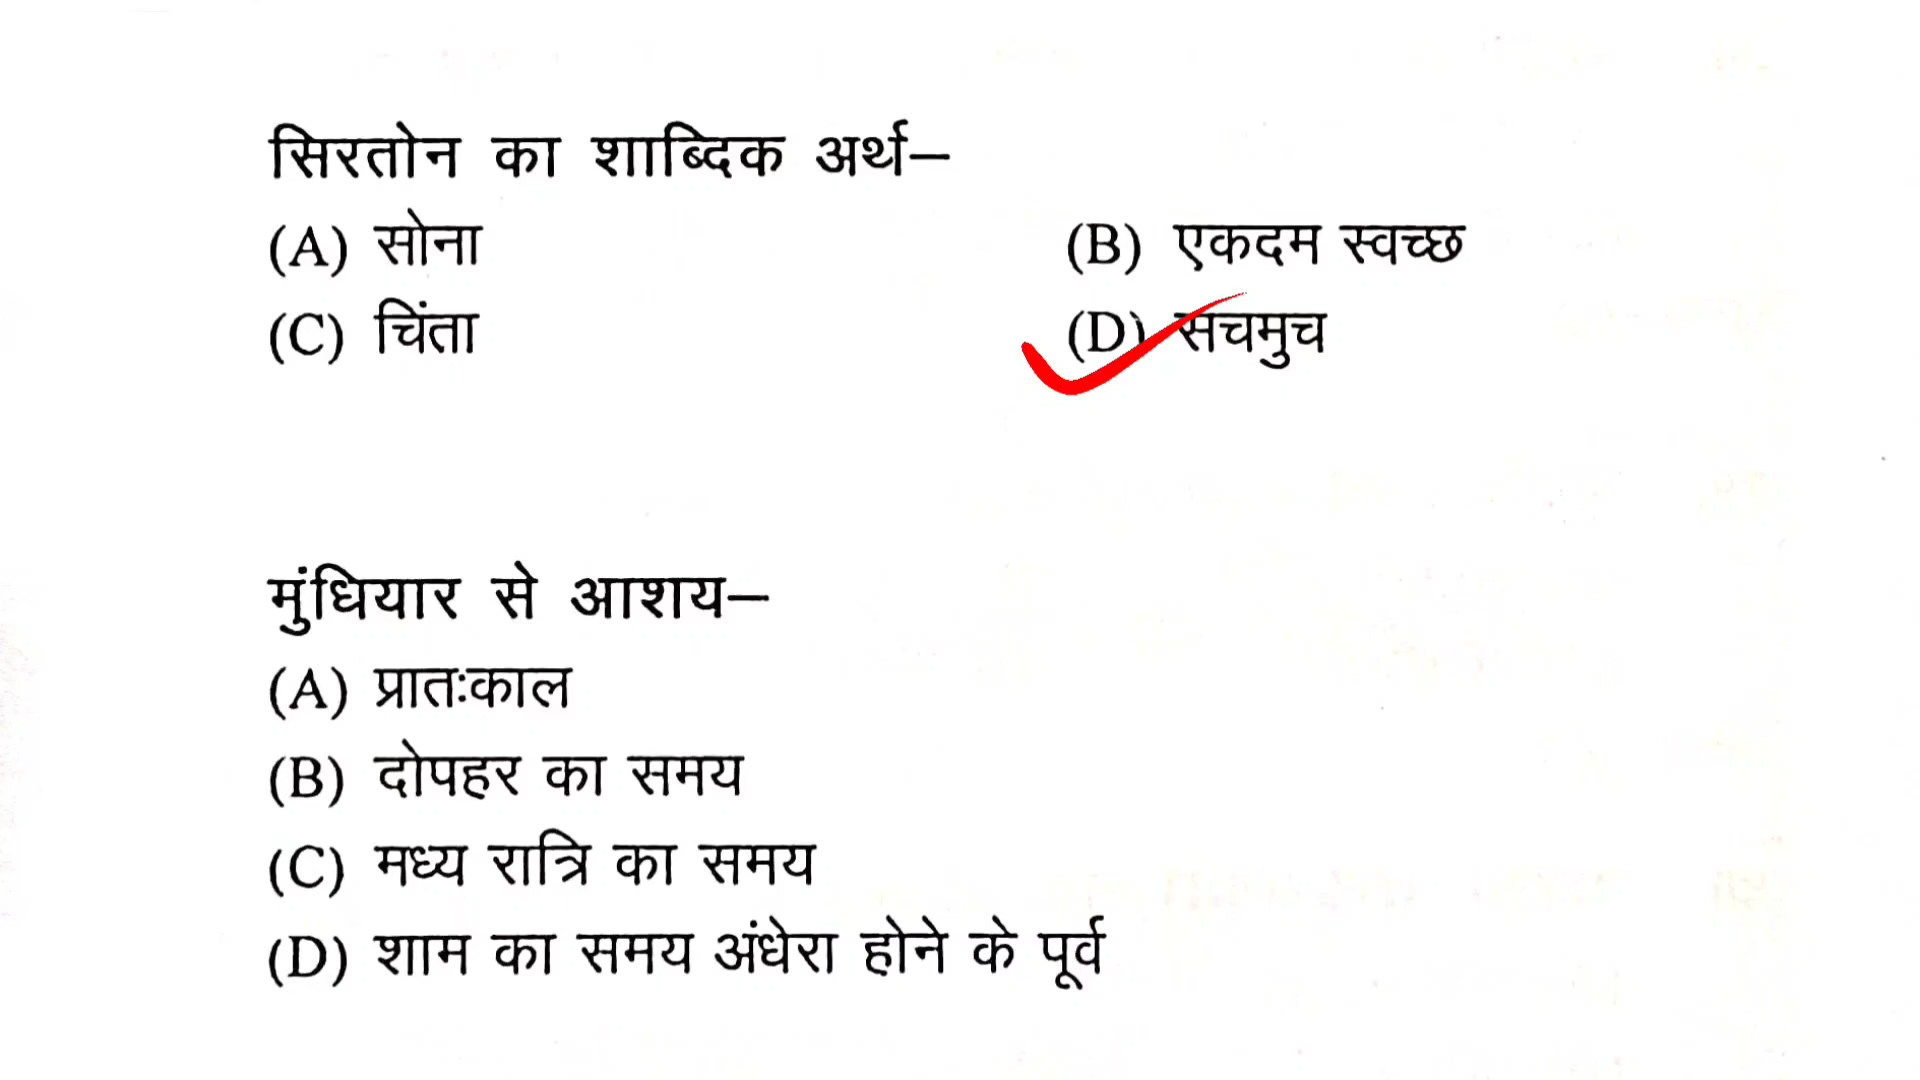 सिरतोन का शाब्दिक अर्थ–
(A) सोना (B) एकदम स्वच्छ
(C) चिंता (D) सचमुच
मुंधियार से आशय–
(A) प्रातःकाल
(B) दोपहर का समय
(C) मध्य रात्रि का समय
(D) शाम का समय अंधेरा होने के पूर्व